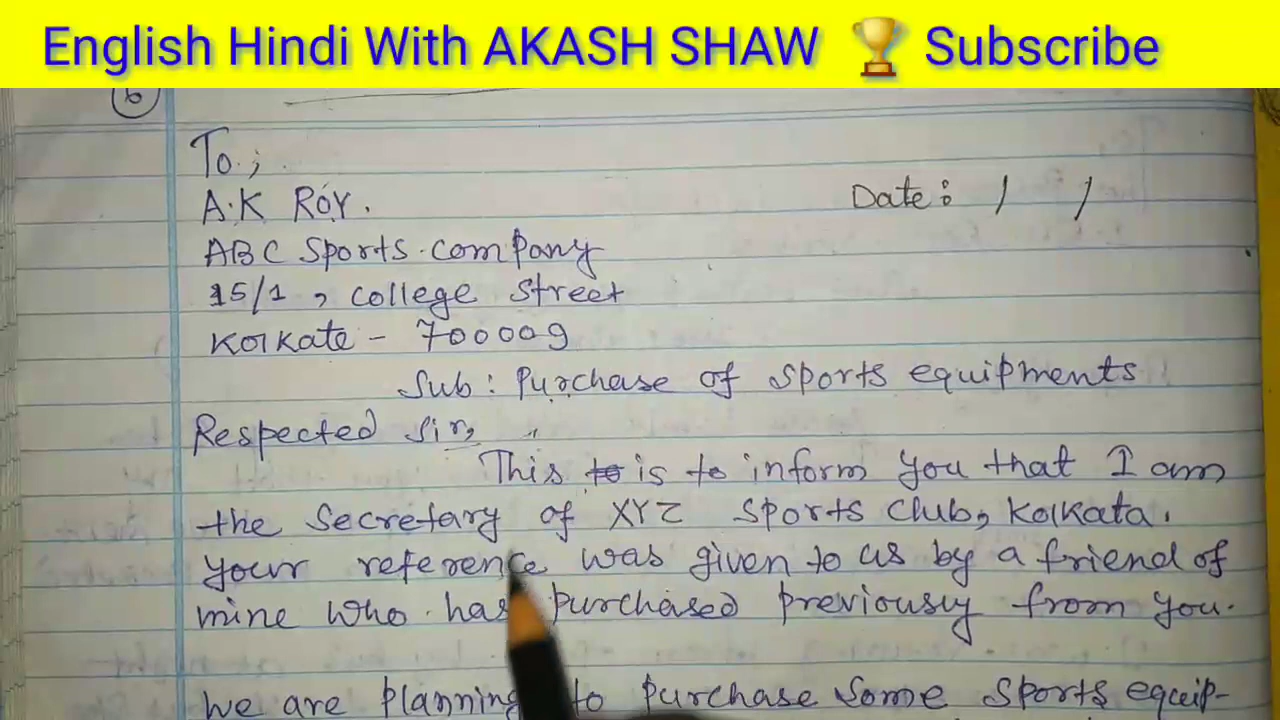 English Hindi With AKASH SHAW 🏆 Subscribe
6
To,
A.K ROY.
Date: / /
ABC Sports company
15/1, College Street
Kolkate - 700009
Sub: Purchase of sports equipments
Respected Sir,
This to is to inform you that I am
the Secretary of XYZ Sports Club, Kolkata.
Your reference was given to us by a friend of
mine who has purchased previously from you.
We are planning to purchase some sports equip-